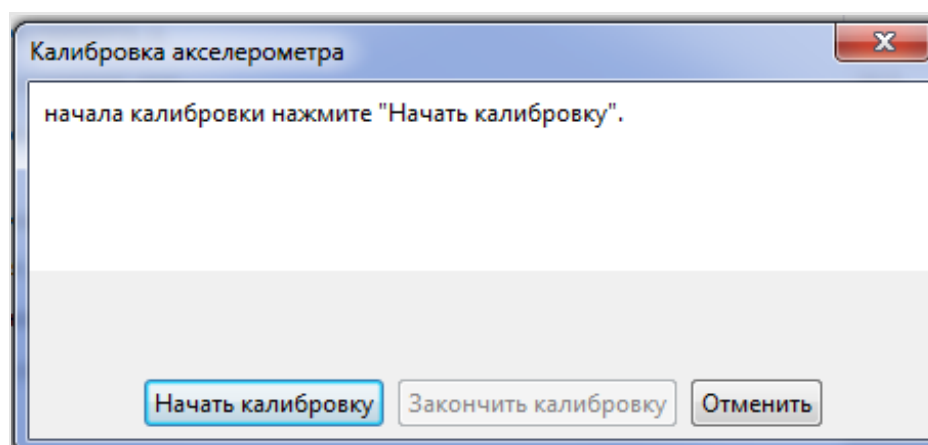 Калибровка акселерометра
начала калибровки нажмите "Начать калибровку".
Начать калибровку Закончить калибровку Отменить